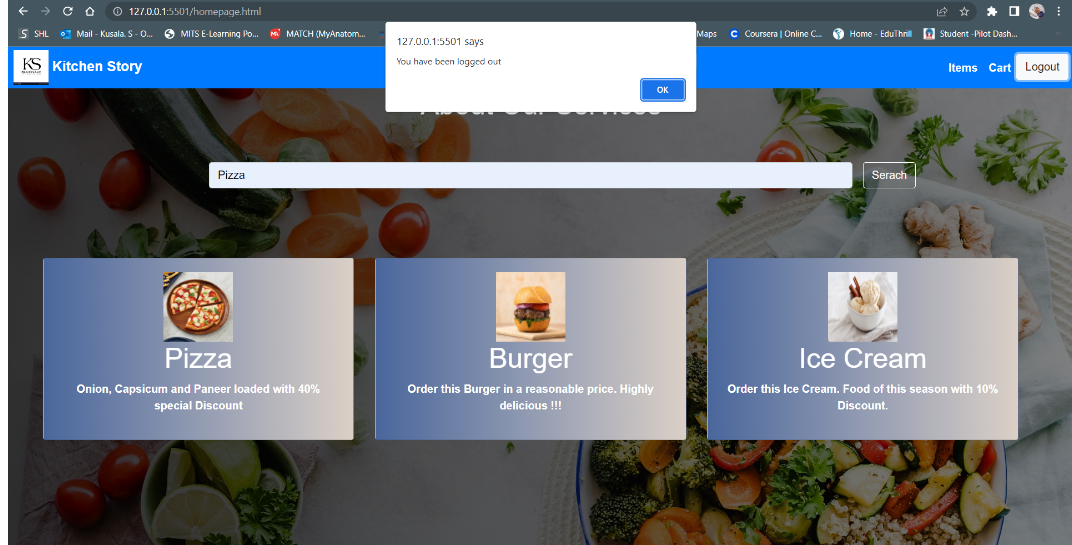 127.0.0.1:5501/homepage.html
SHL
Mail - Kusala. S - O...
MITS E-Learning Po...
MATCH (MyAnatom...
Maps
Coursera | Online C...
Home - EduThrill
Student -Pilot Dash...
127.0.0.1:5501 says
You have been logged out
OK
KS
Kitchen Story
Items
Cart
Logout
About Our Services
Pizza
Serach
Pizza
Onion, Capsicum and Paneer loaded with 40%
special Discount
Burger
Order this Burger in a reasonable price. Highly
delicious !!!
Ice Cream
Order this Ice Cream. Food of this season with 10%
Discount.